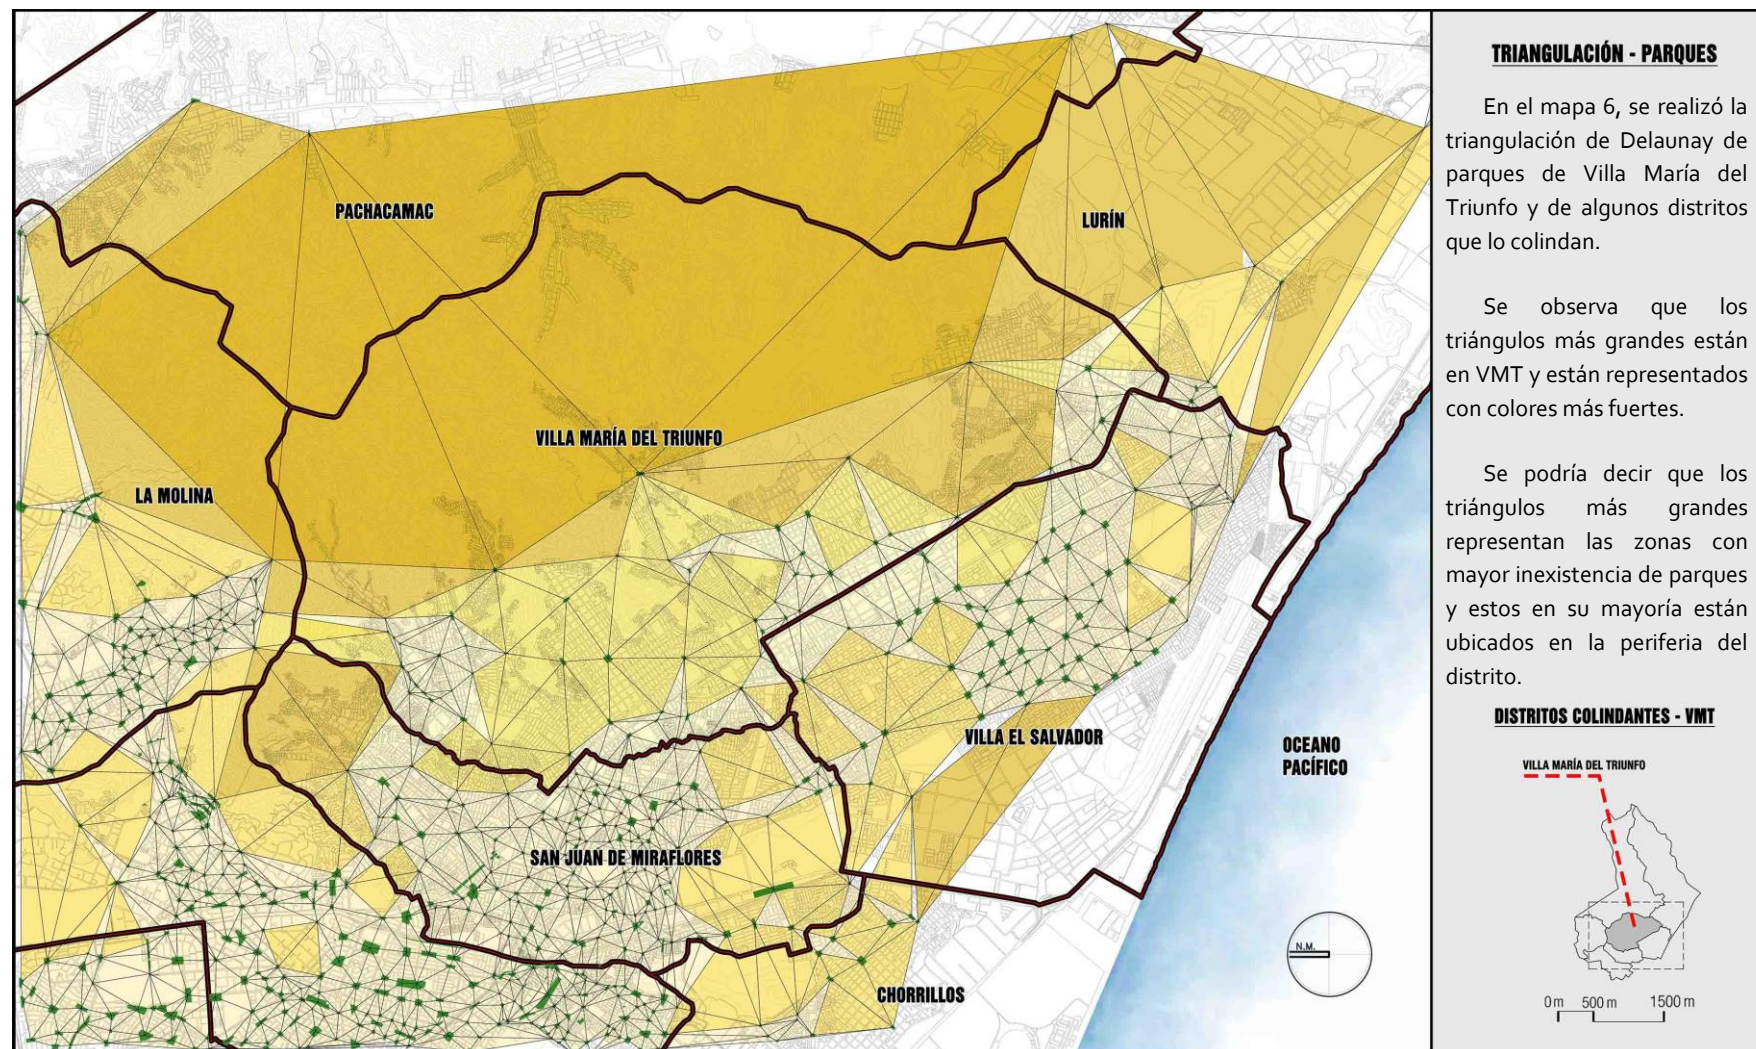 PACHACAMAC
LURÍN
VILLA MARÍA DEL TRIUNFO
LA MOLINA
VILLA EL SALVADOR
OCEANO
PACÍFICO
SAN JUAN DE MIRAFLORES
CHORRILLOS
N.M.
TRIANGULACIÓN - PARQUES
En el mapa 6, se realizó la
triangulación de Delaunay de
parques de Villa María del
Triunfo y de algunos distritos
que lo colindan.
Se observa que los
triángulos más grandes están
en VMT y están representados
con colores más fuertes.
Se podría decir que los
triángulos más grandes
representan las zonas con
mayor inexistencia de parques
y estos en su mayoría están
ubicados en la periferia del
distrito.
DISTRITOS COLINDANTES - VMT
VILLA MARÍA DEL TRIUNFO
0 m 500 m 1500 m